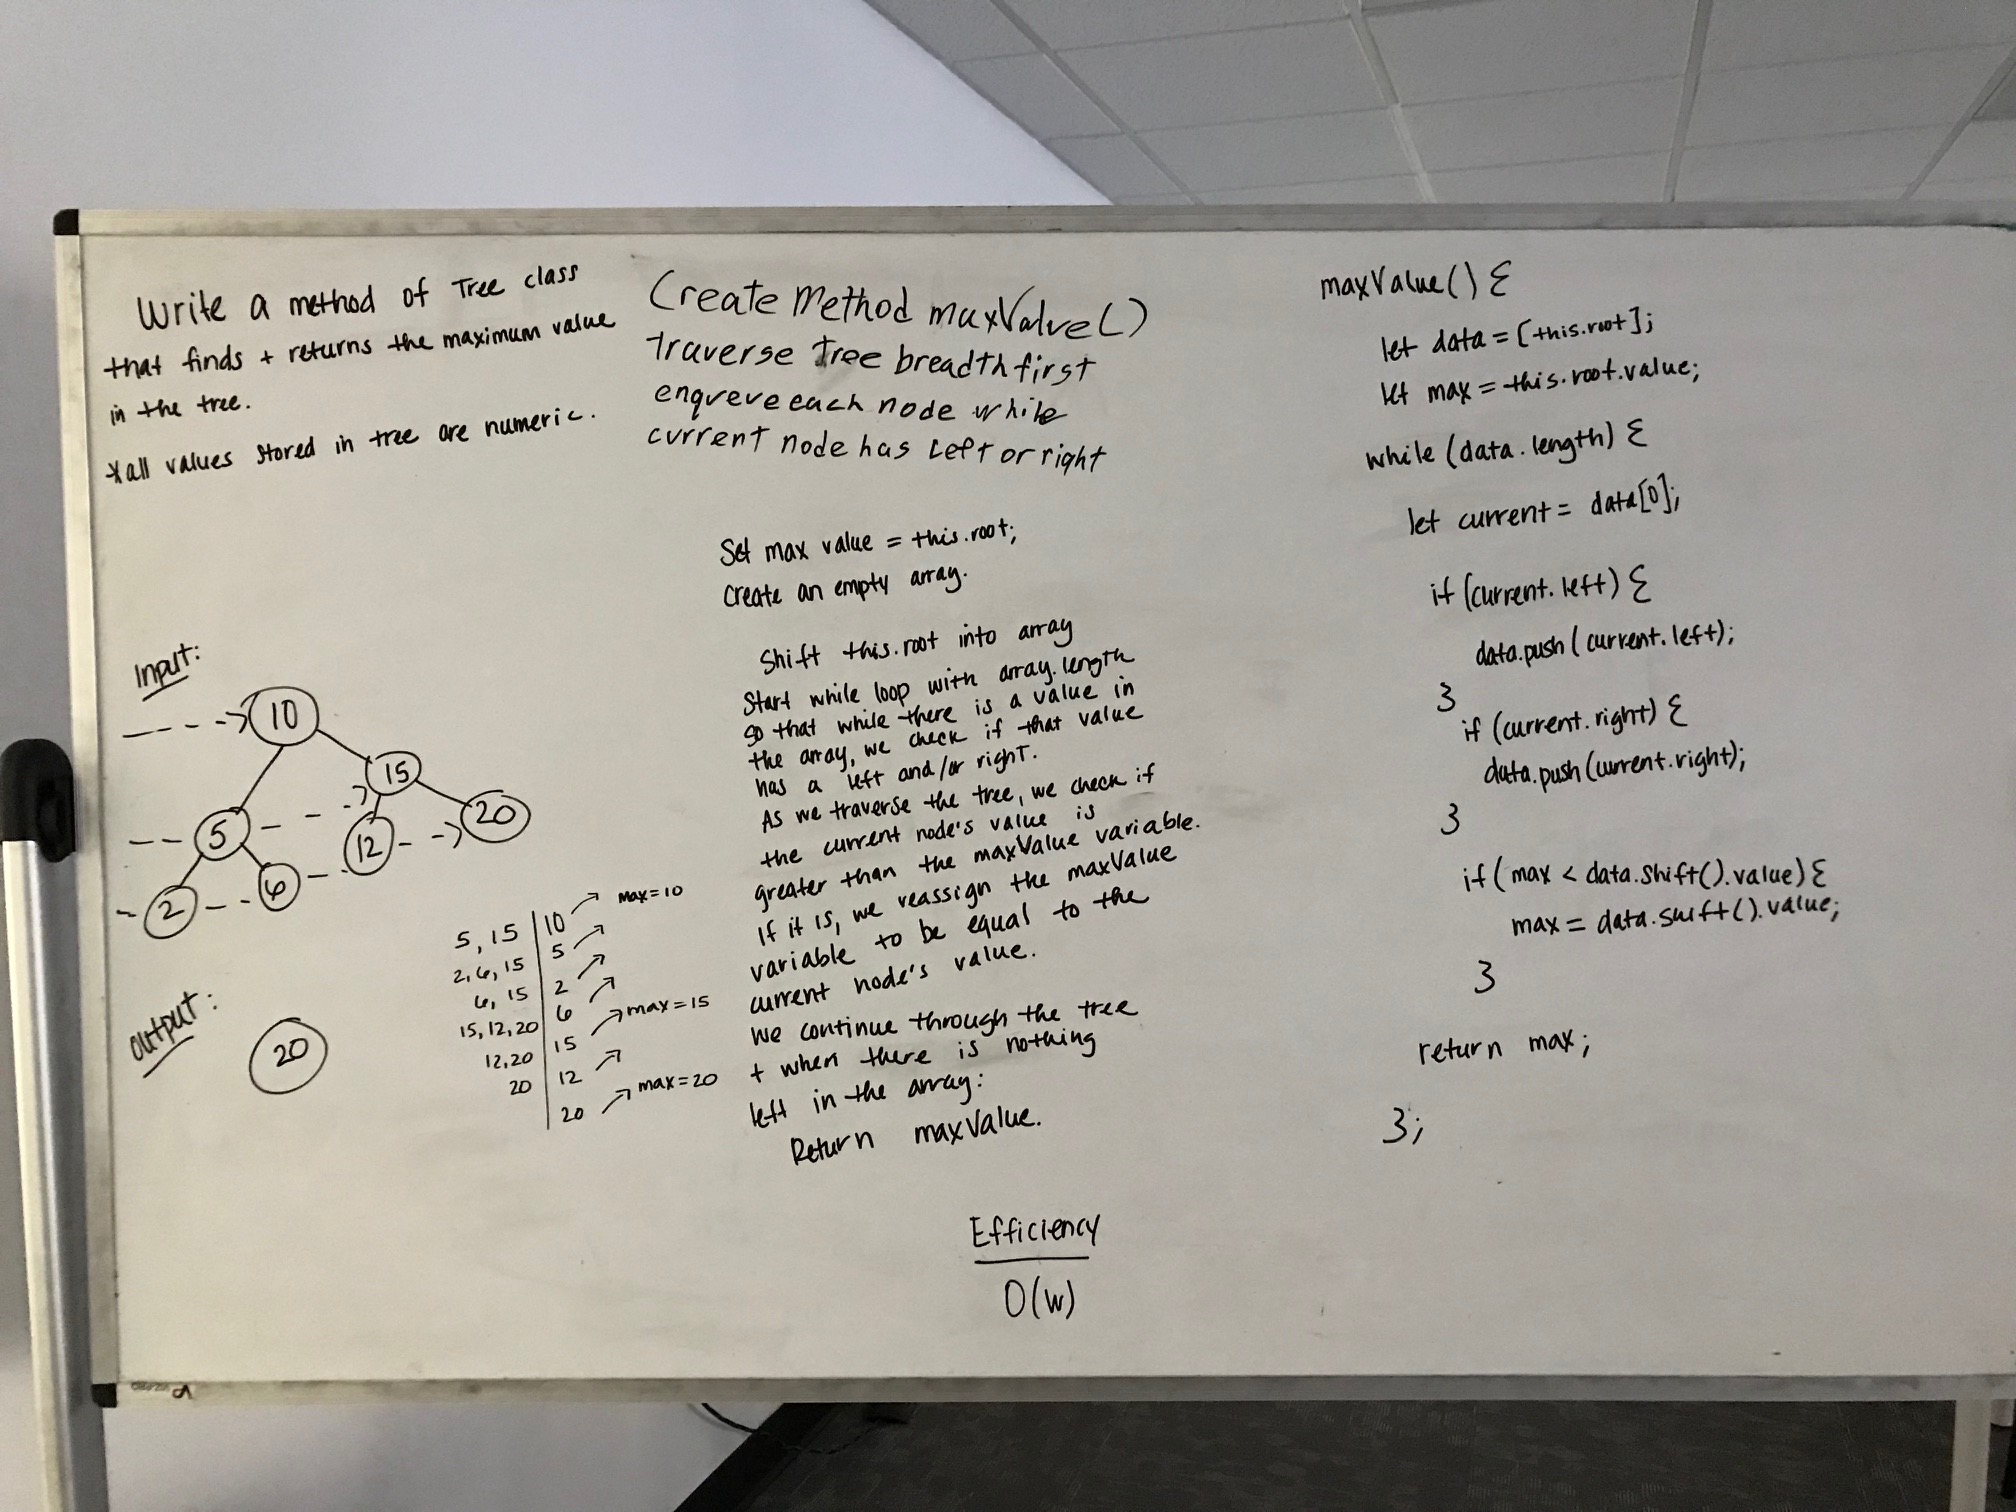 Write a method of Tree class
that finds + returns the maximum value
in the tree.
*all values stored in tree are numeric.
Input:
10
15
5
12
20
2
6
Output:
20
5, 15 | 10 → max=10
2, 6, 15 | 5
6, 15 | 2
15, 12, 20 | 6
12, 20 | 15 → max=15
20 | 12
20 → max=20
Create Method maxValue()
Traverse Tree breadth first
enqueue each node while
current node has Left or right
Set max value = this.root;
Create an empty array.
Shift this.root into array
Start while loop with array.length
so that while there is a value in
the array, we check if that value
has a left and/or right.
As we traverse the tree, we check if
the current node's value is
greater than the maxValue variable.
If it is, we reassign the maxValue
variable to be equal to the
current node's value.
We continue through the tree
+ when there is nothing
left in the array:
Return maxValue.
Efficiency
O(w)
maxValue() {
let data = [this.root];
let max = this.root.value;
while (data.length) {
let current = data[0];
if (current.left) {
data.push(current.left);
}
if (current.right) {
data.push(current.right);
}
if (max < data.shift().value) {
max = data.shift().value;
}
return max;
};